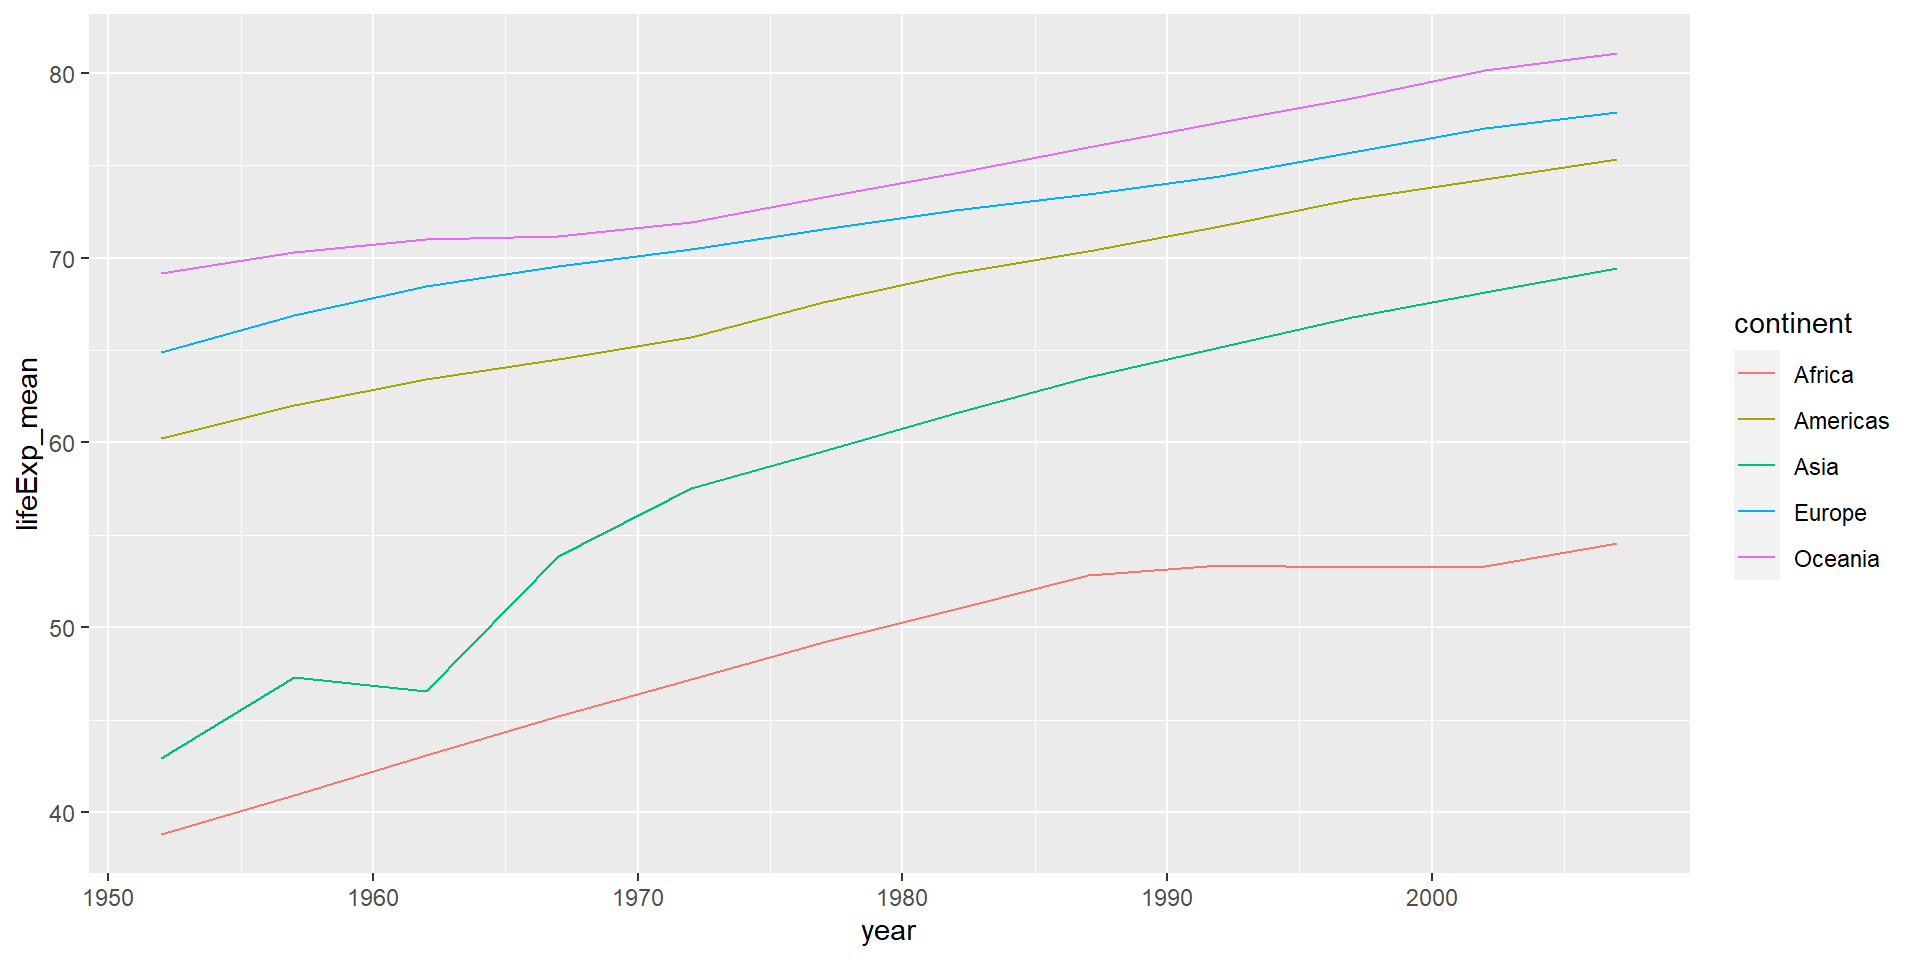 80
70
60
50
40
lifeExp_mean
1950 1960 1970 1980 1990 2000
year
continent
Africa
Americas
Asia
Europe
Oceania